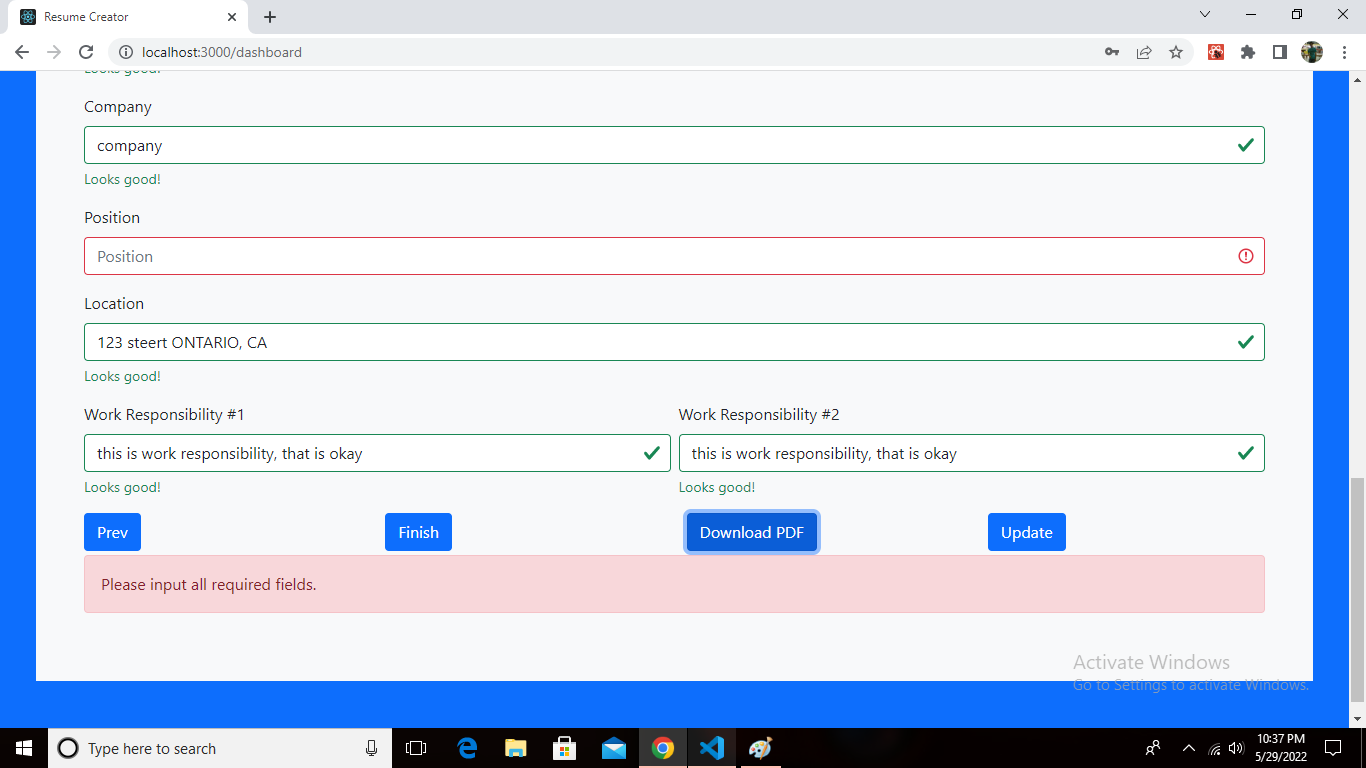 Resume Creator
localhost:3000/dashboard
Looks good!
Company
company
Looks good!
Position
Position
Location
123 steert ONTARIO, CA
Looks good!
Work Responsibility #1 Work Responsibility #2
this is work responsibility, that is okay this is work responsibility, that is okay
Looks good! Looks good!
Prev Finish Download PDF Update
Please input all required fields.
Activate Windows
Go to Settings to activate Windows.
Type here to search
10:37 PM
5/29/2022